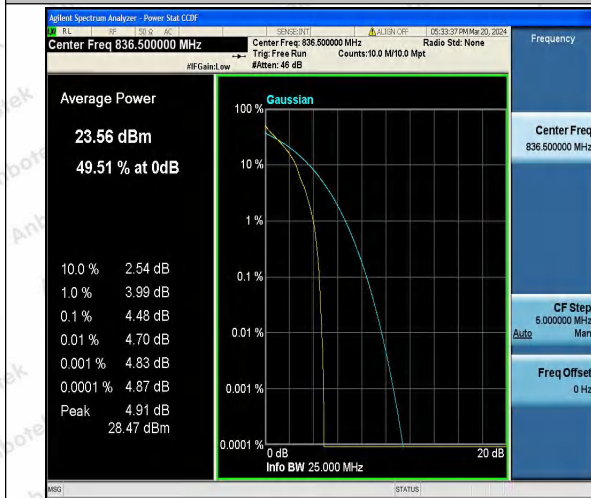 Agilent Spectrum Analyzer - Power Stat CCDF
RL RF 50 Ω AC SENSE:INT ALIGN OFF 05:33:37 PM Mar 20, 2024
Center Freq 836.500000 MHz
Center Freq: 836.500000 MHz Radio Std: None
Trig: Free Run Counts:10.0 M/10.0 Mpt
#IFGain:Low #Atten: 46 dB
Frequency
Average Power
23.56 dBm
49.51 % at 0dB
10.0 % 2.54 dB
1.0 % 3.99 dB
0.1 % 4.48 dB
0.01 % 4.70 dB
0.001 % 4.83 dB
0.0001 % 4.87 dB
Peak 4.91 dB
28.47 dBm
Gaussian
100 %
10 %
1 %
0.1 %
0.01 %
0.001 %
0.0001 %
0 dB 20 dB
Info BW 25.000 MHz
Center Freq
836.500000 MHz
CF Step
5.000000 MHz
Auto Man
Freq Offset
0 Hz
MSG STATUS